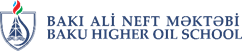 BAKI ALİ NEFT MƏKTƏBİ
BAKU HIGHER OIL SCHOOL